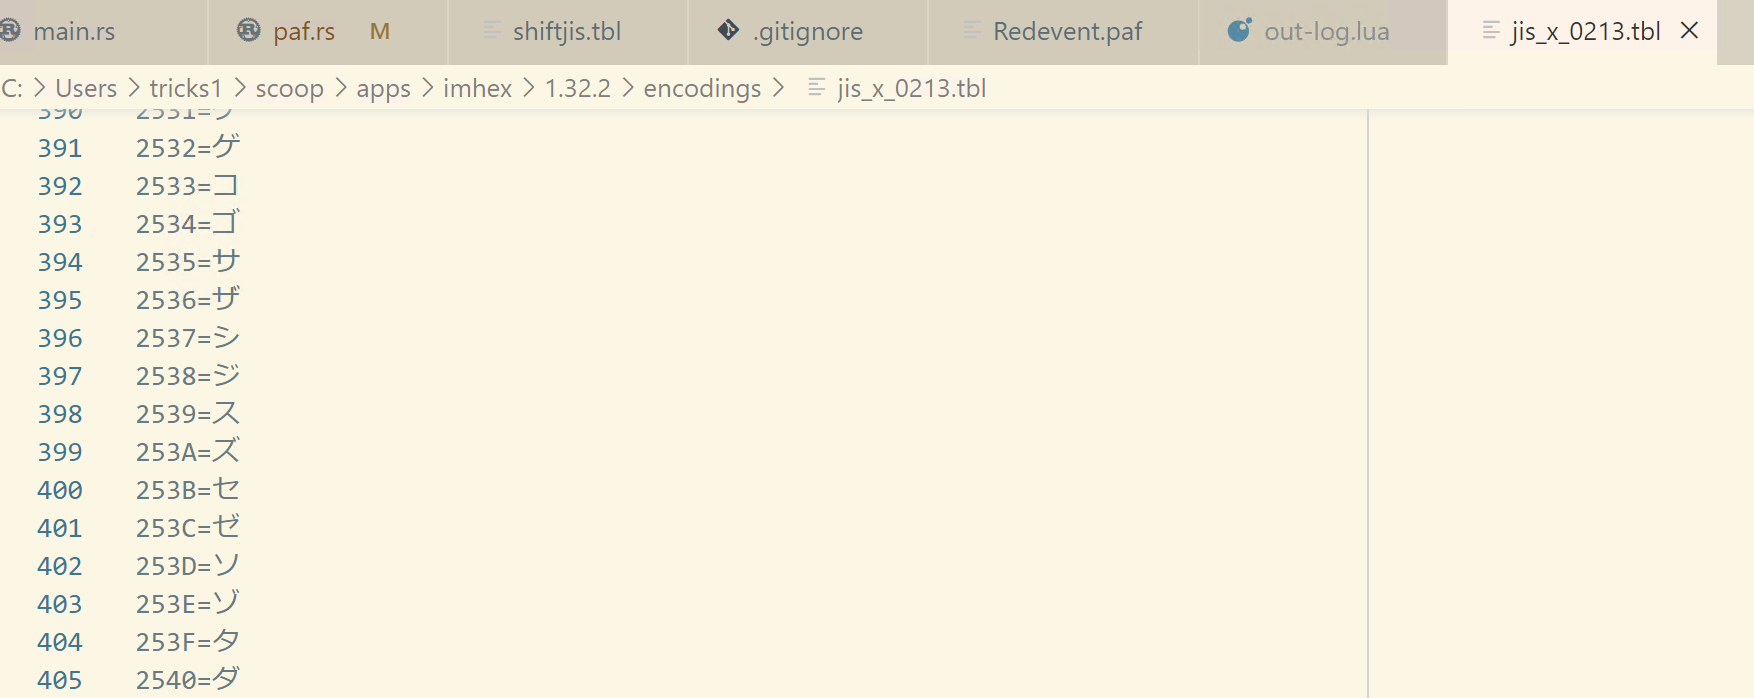 main.rs paf.rs M shiftjis.tbl .gitignore Redevent.paf out-log.lua jis_x_0213.tbl
C: > Users > tricks1 > scoop > apps > imhex > 1.32.2 > encodings > jis_x_0213.tbl
390 2531=グ
391 2532=ゲ
392 2533=コ
393 2534=ゴ
394 2535=サ
395 2536=ザ
396 2537=シ
397 2538=ジ
398 2539=ス
399 253A=ズ
400 253B=セ
401 253C=ゼ
402 253D=ソ
403 253E=ゾ
404 253F=タ
405 2540=ダ